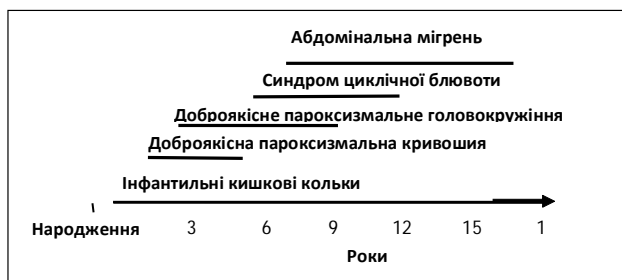 Абдомінальна мігрень
Синдром циклічної блювоти
Доброякісне пароксизмальне головокружіння
Доброякісна пароксизмальна кривошия
Інфантильні кишкові кольки
Народження 3 6 9 12 15 1
Роки